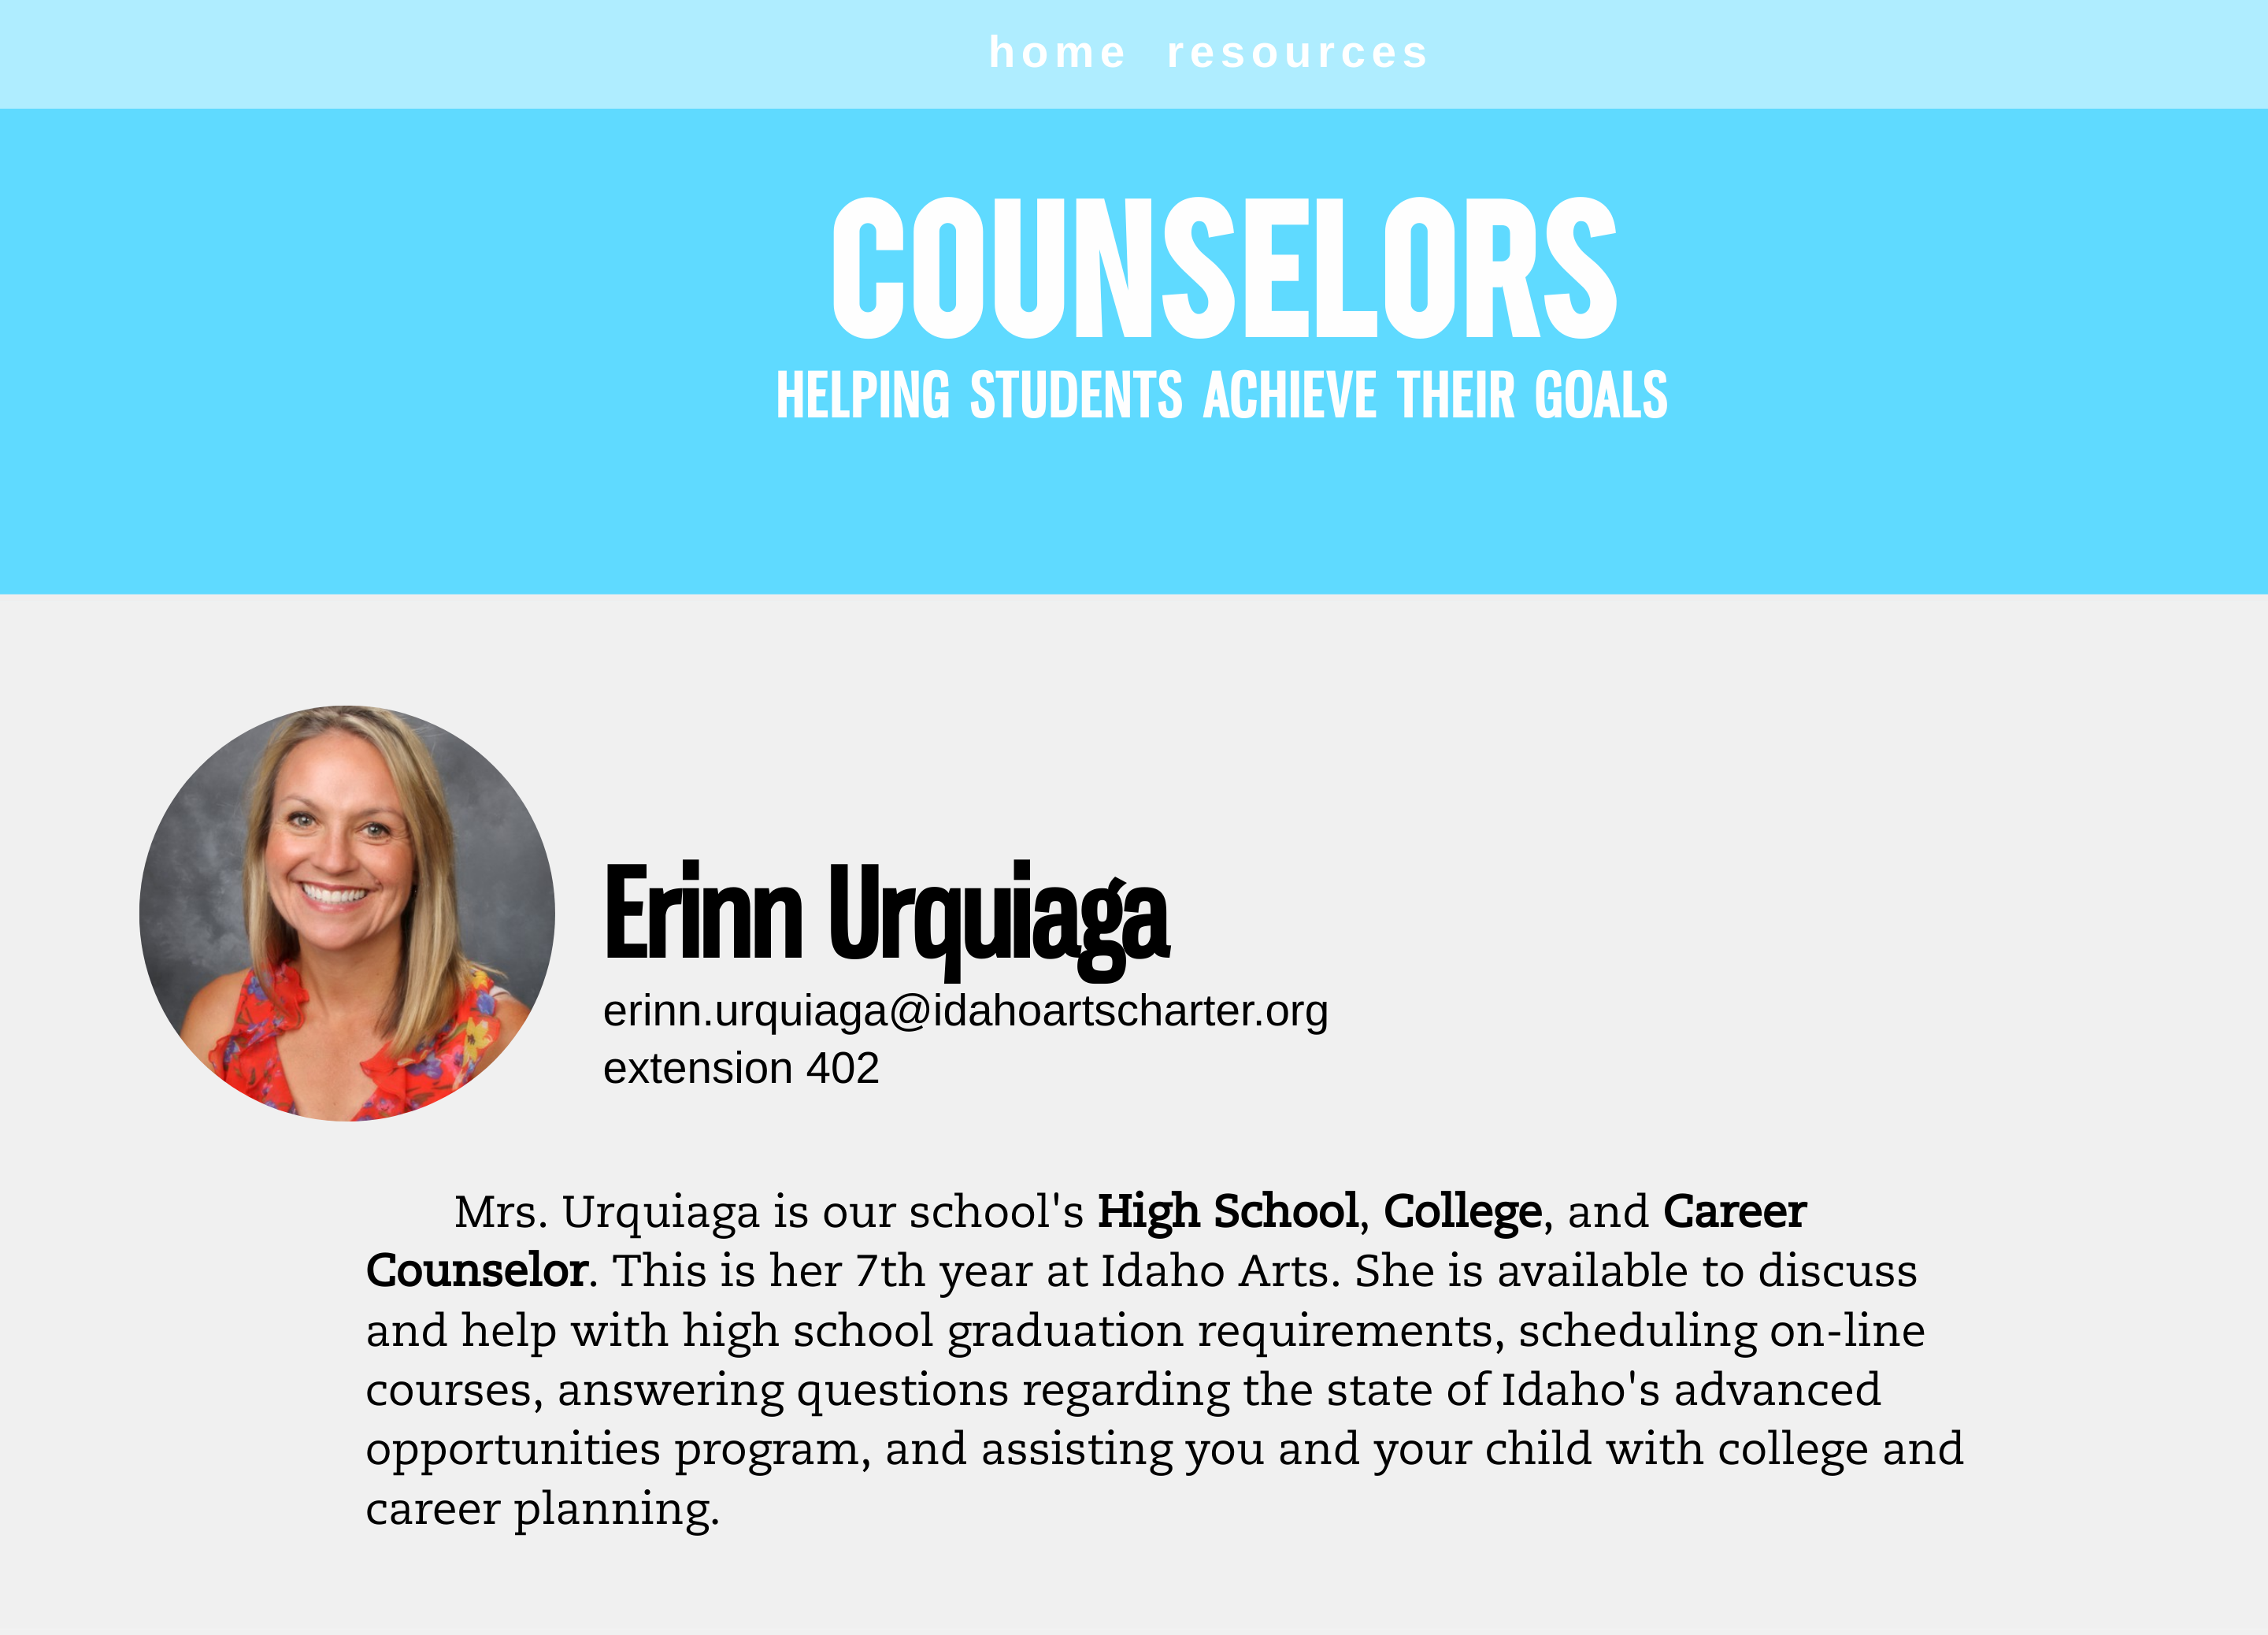 home resources
COUNSELORS
HELPING STUDENTS ACHIEVE THEIR GOALS
Erinn Urquiaga
erinn.urquiaga@idahoartscharter.org
extension 402
Mrs. Urquiaga is our school's High School, College, and Career
Counselor. This is her 7th year at Idaho Arts. She is available to discuss
and help with high school graduation requirements, scheduling on-line
courses, answering questions regarding the state of Idaho's advanced
opportunities program, and assisting you and your child with college and
career planning.